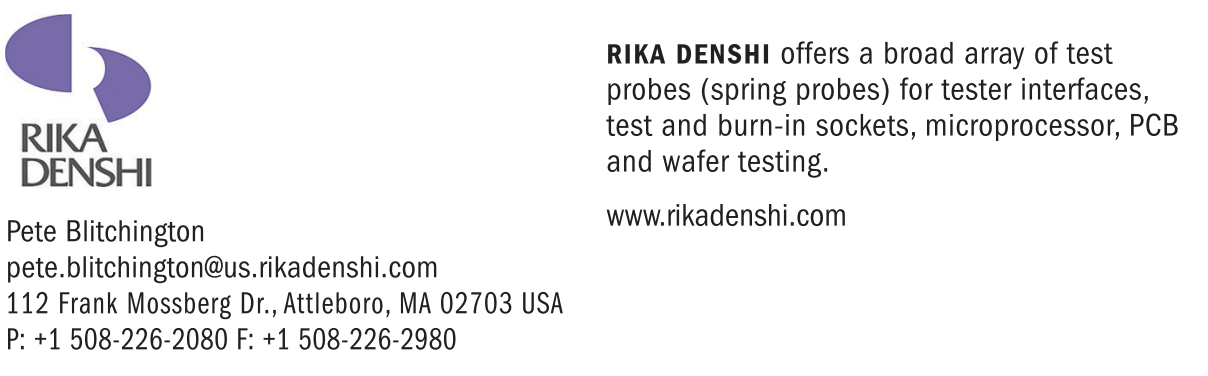 RIKA
DENSHI
Pete Blitchington
pete.blitchington@us.rikadenshi.com
112 Frank Mossberg Dr., Attleboro, MA 02703 USA
P: +1 508-226-2080 F: +1 508-226-2980
RIKA DENSHI offers a broad array of test
probes (spring probes) for tester interfaces,
test and burn-in sockets, microprocessor, PCB
and wafer testing.
www.rikadenshi.com